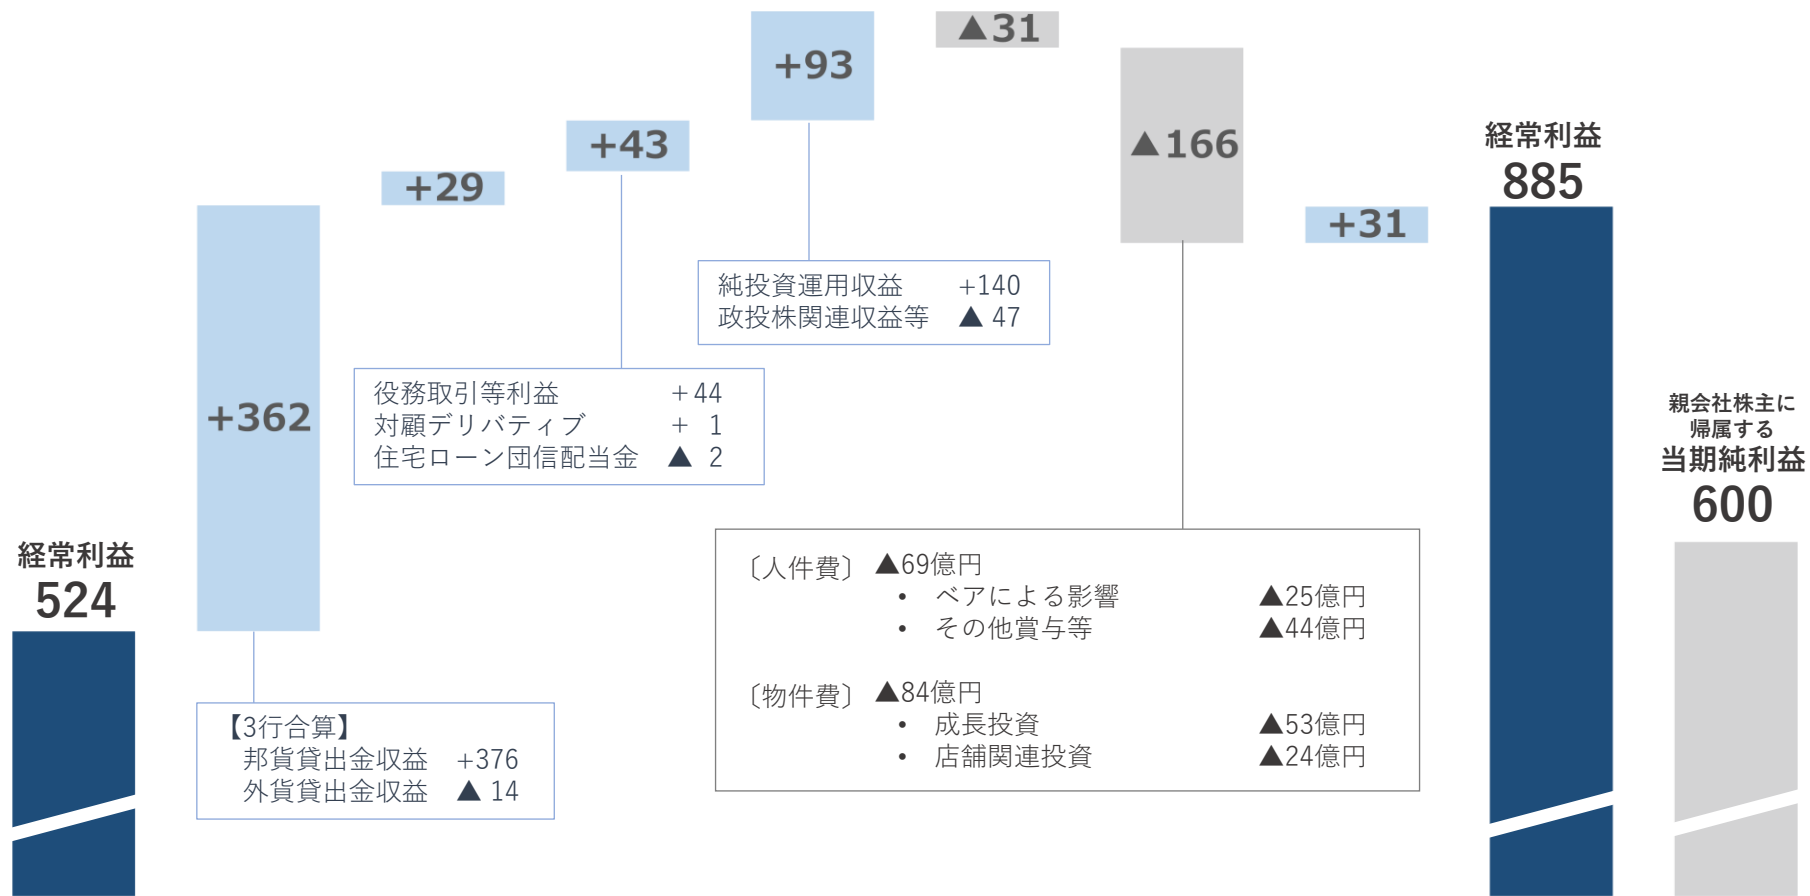 経常利益
524
+362
【3行合算】
邦貨貸出金収益 +376
外貨貸出金収益 ▲ 14
+29
+43
役務取引等利益 +44
対顧デリバティブ + 1
住宅ローン団信配当金 ▲ 2
+93
純投資運用収益 +140
政投株関連収益等 ▲ 47
▲31
▲166
〔人件費〕 ▲69億円
• ベアによる影響 ▲25億円
• その他賞与等 ▲44億円
〔物件費〕 ▲84億円
• 成長投資 ▲53億円
• 店舗関連投資 ▲24億円
+31
経常利益
885
親会社株主に
帰属する
当期純利益
600